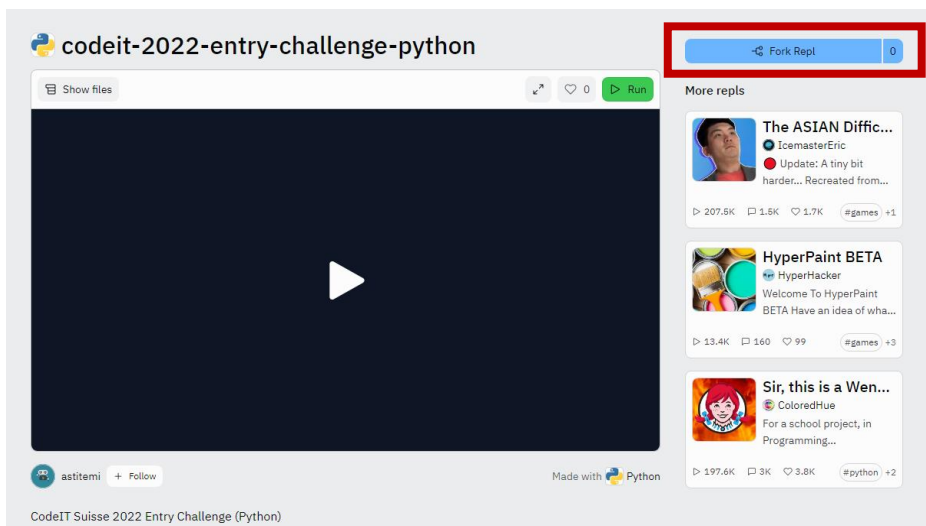 codeit-2022-entry-challenge-python
Fork Repl 0
Show files
0
Run
More repls
The ASIAN Diffic...
IcemasterEric
Update: A tiny bit
harder... Recreated from...
207.5K 1.5K 1.7K #games +1
HyperPaint BETA
HyperHacker
Welcome To HyperPaint
BETA Have an idea of wha...
13.4K 160 99 #games +3
Sir, this is a Wen...
ColoredHue
For a school project, in
Programming...
197.6K 3K 3.8K #python +2
astitemi + Follow
Made with Python
CodeIT Suisse 2022 Entry Challenge (Python)